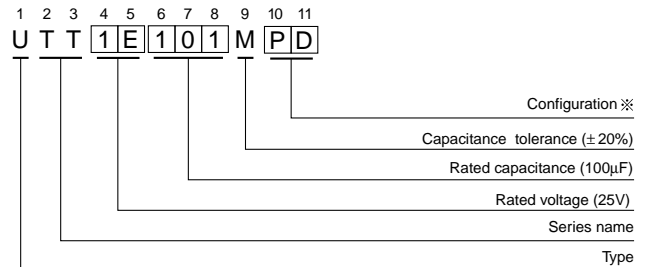 1 2 3 4 5 6 7 8 9 10 11
U T T 1 E 1 0 1 M P D
Configuration ※
Capacitance tolerance (±20%)
Rated capacitance (100μF)
Rated voltage (25V)
Series name
Type